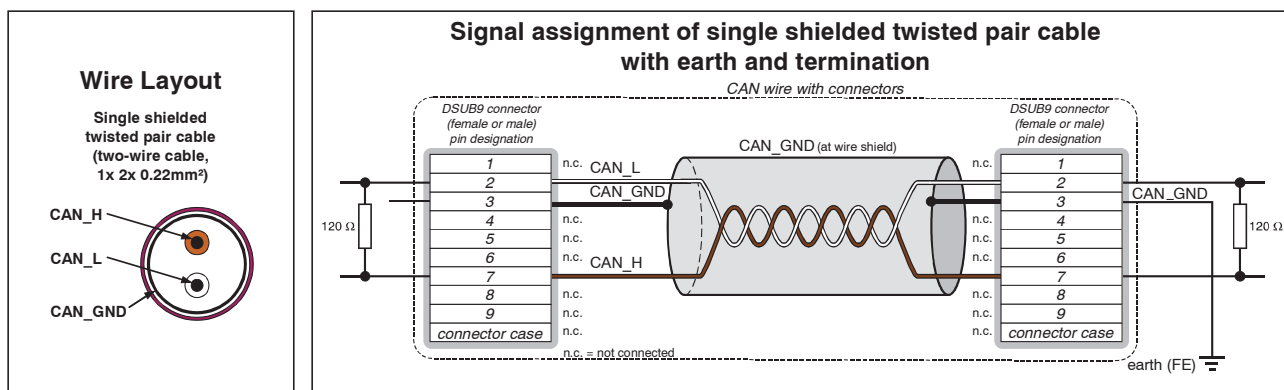 Wire Layout
Single shielded
twisted pair cable
(two-wire cable,
1x 2x 0.22mm²)
CAN_H
CAN_L
CAN_GND
Signal assignment of single shielded twisted pair cable
with earth and termination
CAN wire with connectors
DSUB9 connector
(female or male)
pin designation
120 Ω
1
2
3
4
5
6
7
8
9
connector case
n.c.
n.c.
n.c.
n.c.
n.c.
n.c.
n.c.
n.c. = not connected
CAN_L
CAN_GND
CAN_H
CAN_GND (at wire shield)
DSUB9 connector
(female or male)
pin designation
n.c.
n.c.
n.c.
n.c.
n.c.
n.c.
n.c.
1
2
3
4
5
6
7
8
9
connector case
CAN_GND
120 Ω
earth (FE)